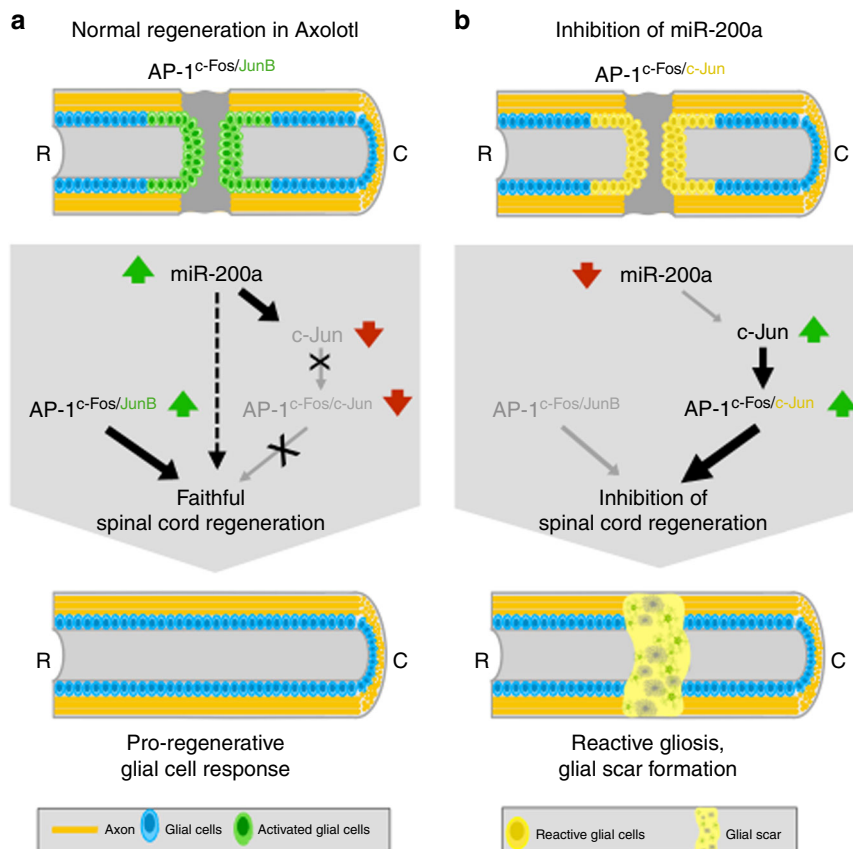 a
Normal regeneration in Axolotl
AP-1c-Fos/JunB
R
C
miR-200a
c-Jun
AP-1c-Fos/JunB
AP-1c-Fos/c-Jun
Faithful
spinal cord regeneration
R
C
Pro-regenerative
glial cell response
Axon
Glial cells
Activated glial cells
b
Inhibition of miR-200a
AP-1c-Fos/c-Jun
R
C
miR-200a
c-Jun
AP-1c-Fos/JunB
AP-1c-Fos/c-Jun
Inhibition of
spinal cord regeneration
R
C
Reactive gliosis,
glial scar formation
Reactive glial cells
Glial scar